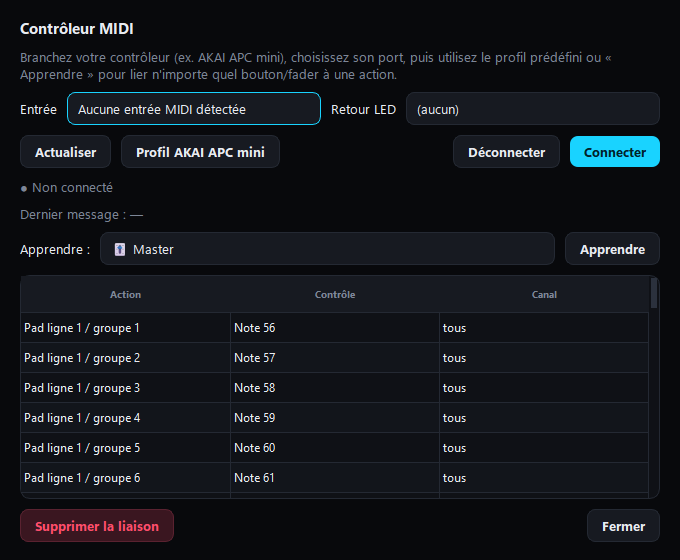 Contrôleur MIDI
Branchez votre contrôleur (ex. AKAI APC mini), choisissez son port, puis utilisez le profil prédéfini ou «
Apprendre » pour lier n'importe quel bouton/fader à une action.
Entrée Aucune entrée MIDI détectée Retour LED (aucun)
Actualiser Profil AKAI APC mini Déconnecter Connecter
● Non connecté
Dernier message : —
Apprendre : Master Apprendre
Action Contrôle Canal
Pad ligne 1 / groupe 1 Note 56 tous
Pad ligne 1 / groupe 2 Note 57 tous
Pad ligne 1 / groupe 3 Note 58 tous
Pad ligne 1 / groupe 4 Note 59 tous
Pad ligne 1 / groupe 5 Note 60 tous
Pad ligne 1 / groupe 6 Note 61 tous
Supprimer la liaison Fermer